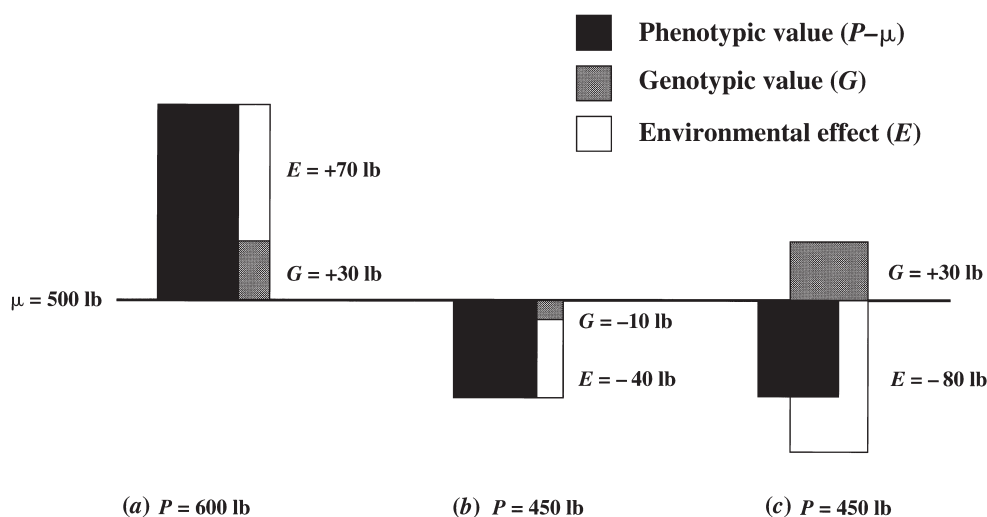 Phenotypic value (P–μ)
Genotypic value (G)
Environmental effect (E)
E = +70 lb
G = +30 lb
μ = 500 lb
G = –10 lb
E = – 40 lb
G = +30 lb
E = – 80 lb
(a) P = 600 lb
(b) P = 450 lb
(c) P = 450 lb